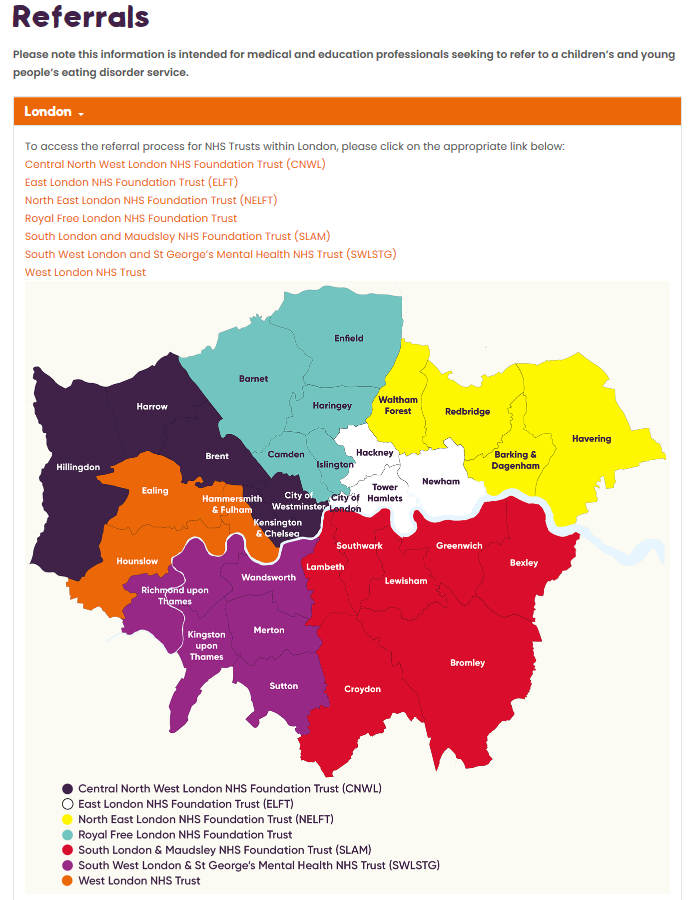 Referrals
Please note this information is intended for medical and education professionals seeking to refer to a children’s and young
people’s eating disorder service.
London
To access the referral process for NHS Trusts within London, please click on the appropriate link below:
Central North West London NHS Foundation Trust (CNWL)
East London NHS Foundation Trust (ELFT)
North East London NHS Foundation Trust (NELFT)
Royal Free London NHS Foundation Trust
South London and Maudsley NHS Foundation Trust (SLAM)
South West London and St George’s Mental Health NHS Trust (SWLSTG)
West London NHS Trust
Enfield
Barnet
Harrow
Haringey
Waltham
Forest
Redbridge
Havering
Hillingdon
Brent
Camden
Islington
Hackney
Barking &
Dagenham
Ealing
Hammersmith
& Fulham
City of
Westminster
City of
London
Tower
Hamlets
Newham
Kensington
& Chelsea
Hounslow
Southwark
Greenwich
Bexley
Lambeth
Lewisham
Wandsworth
Richmond upon
Thames
Kingston
upon
Thames
Merton
Sutton
Croydon
Bromley
Central North West London NHS Foundation Trust (CNWL)
East London NHS Foundation Trust (ELFT)
North East London NHS Foundation Trust (NELFT)
Royal Free London NHS Foundation Trust
South London & Maudsley NHS Foundation Trust (SLAM)
South West London & St George’s Mental Health NHS Trust (SWLSTG)
West London NHS Trust